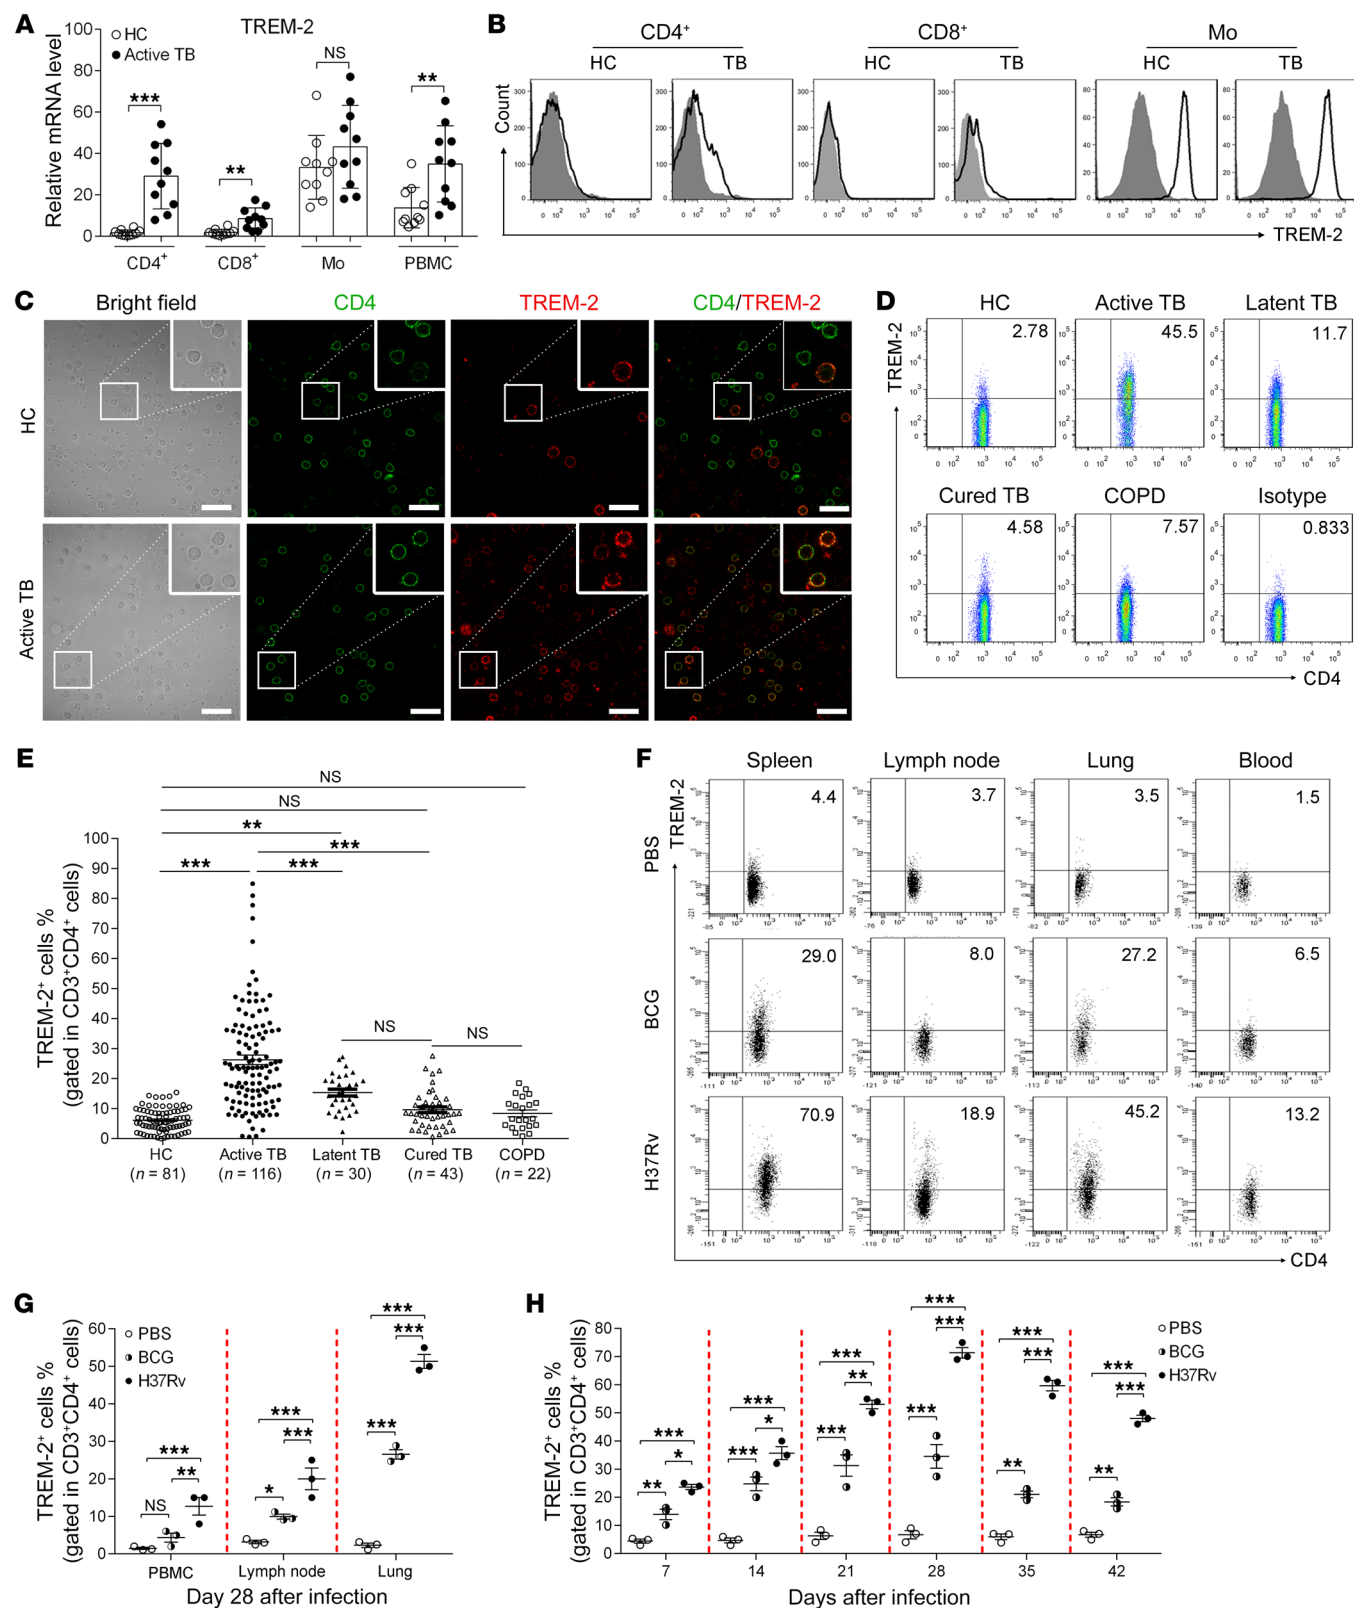 A
TREM-2
HC
Active TB
Relative mRNA level
100
80
60
40
20
0
***
**
NS
**
CD4+
CD8+
Mo
PBMC
B
CD4+
CD8+
Mo
HC
TB
HC
TB
HC
TB
Count
TREM-2
C
Bright field
CD4
TREM-2
CD4/TREM-2
HC
Active TB
D
HC
Active TB
Latent TB
TREM-2
2.78
45.5
11.7
Cured TB
COPD
Isotype
4.58
7.57
0.833
CD4
E
NS
NS
**
***
***
***
NS
NS
TREM-2+ cells %
(gated in CD3+CD4+ cells)
100
90
80
70
60
50
40
30
20
10
0
HC
Active TB
Latent TB
Cured TB
COPD
(n = 81)
(n = 116)
(n = 30)
(n = 43)
(n = 22)
F
Spleen
Lymph node
Lung
Blood
TREM-2
PBS
4.4
3.7
3.5
1.5
BCG
29.0
8.0
27.2
6.5
H37Rv
70.9
18.9
45.2
13.2
CD4
G
TREM-2+ cells %
(gated in CD3+CD4+ cells)
PBS
BCG
H37Rv
60
50
40
30
20
10
0
NS
**
***
*
***
***
***
***
***
PBMC
Lymph node
Lung
Day 28 after infection
H
TREM-2+ cells %
(gated in CD3+CD4+ cells)
80
70
60
50
40
30
20
10
0
**
*
***
***
*
***
***
**
***
***
***
***
**
***
***
**
***
***
PBS
BCG
H37Rv
7
14
21
28
35
42
Days after infection